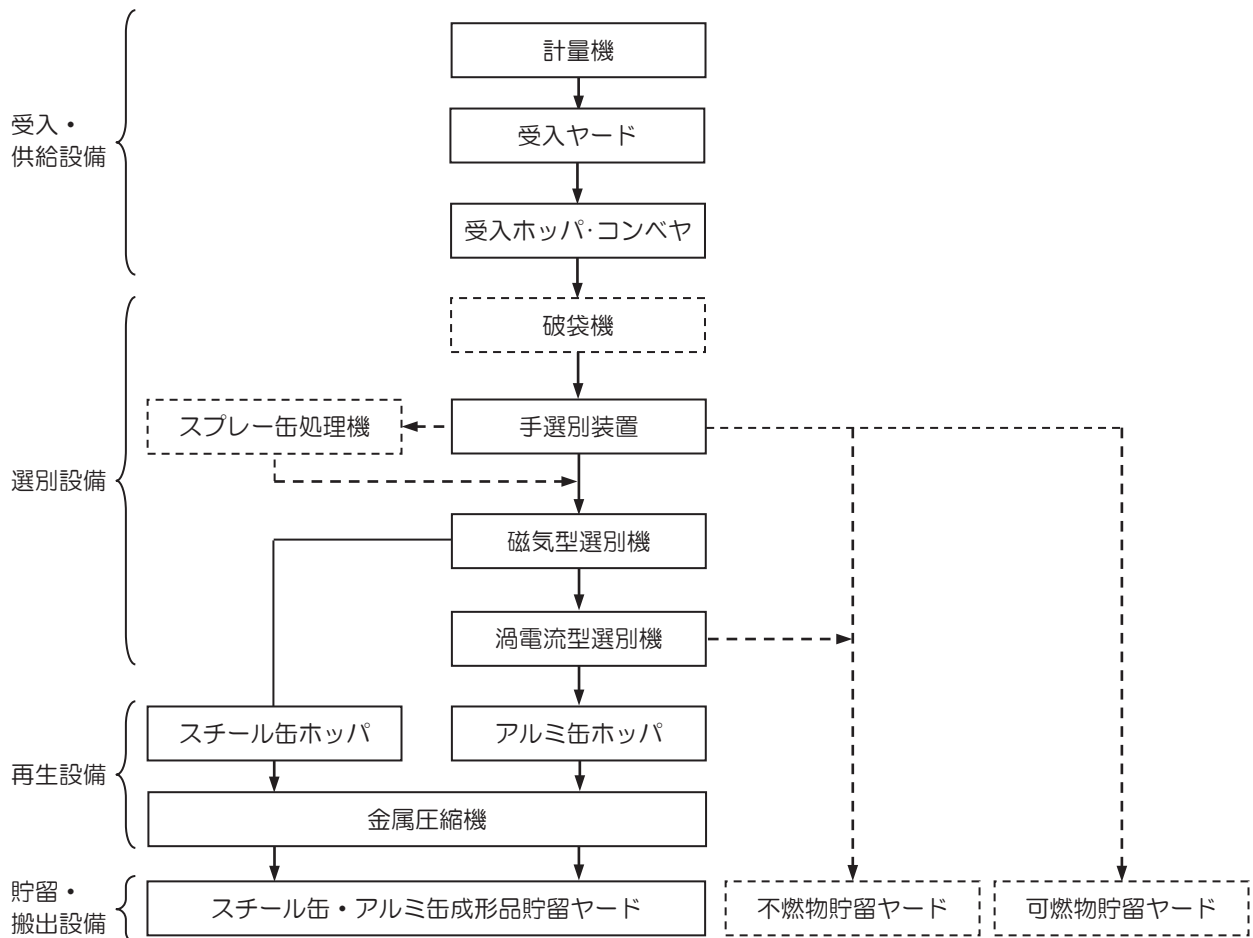 計量機
受入・
供給設備
受入ヤード
受入ホッパ・コンベヤ
破袋機
スプレー缶処理機
手選別装置
選別設備
磁気型選別機
渦電流型選別機
スチール缶ホッパ
アルミ缶ホッパ
再生設備
金属圧縮機
貯留・
搬出設備
スチール缶・アルミ缶成形品貯留ヤード
不燃物貯留ヤード
可燃物貯留ヤード